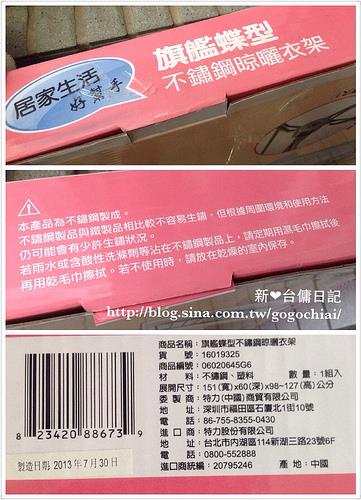 旗艦蝶型
不鏽鋼晾曬衣架
居家生活
好幫手
本產品為不鏽鋼製成。
不鏽鋼製品與鐵製品相比較不容易生鏽，但根據周圍環境和使用方法
仍可能會有少許生鏽狀況。
若雨水或含酸性洗滌劑等沾在不鏽鋼製品上，請定期用濕毛巾擦拭後
再用乾毛巾擦拭。若不使用時，請放在乾燥的室內保存。
新❤台傭日記
http://blog.sina.com.tw/gogochiai/
商品名稱：旗艦蝶型不鏽鋼晾曬衣架
貨 號：16019325
商品編號：06020645G6
材 料：不鏽鋼、塑料 數 量：1組入
展開尺寸：151(寬)x60(深)x98~127(高)公分
委 製 商：特力(中國)商貿有限公司
地 址：深圳市福田區石廈北1街10號
電 話：86-755-8355-0430
進 口 商：特力股份有限公司
地 址：台北市內湖區114新湖三路23號6F
電 話：0800-552888
進口商統編：20795246 產 地：中國
8 23420 88673 9
製造日期 2013年7月30日